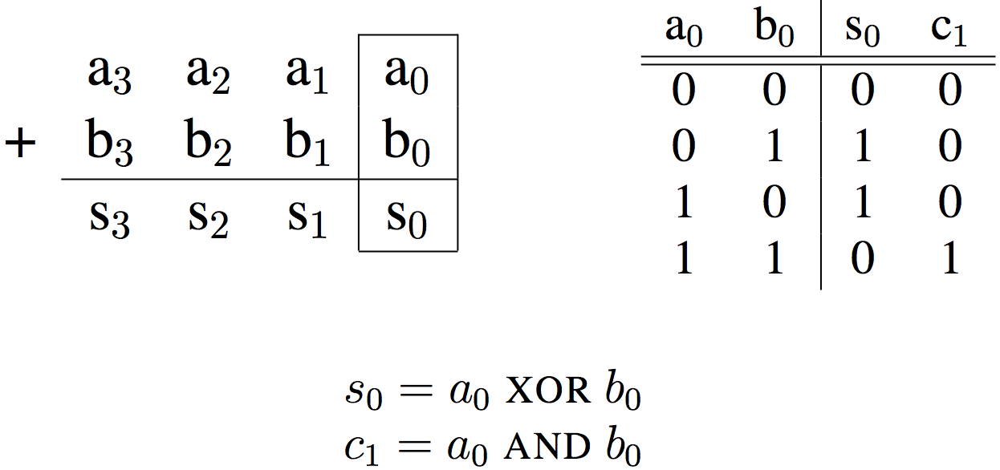 a₃ a₂ a₁ a₀
+ b₃ b₂ b₁ b₀
s₃ s₂ s₁ s₀
a₀ b₀ s₀ c₁
0 0 0 0
0 1 1 0
1 0 1 0
1 1 0 1
s₀ = a₀ XOR b₀
c₁ = a₀ AND b₀